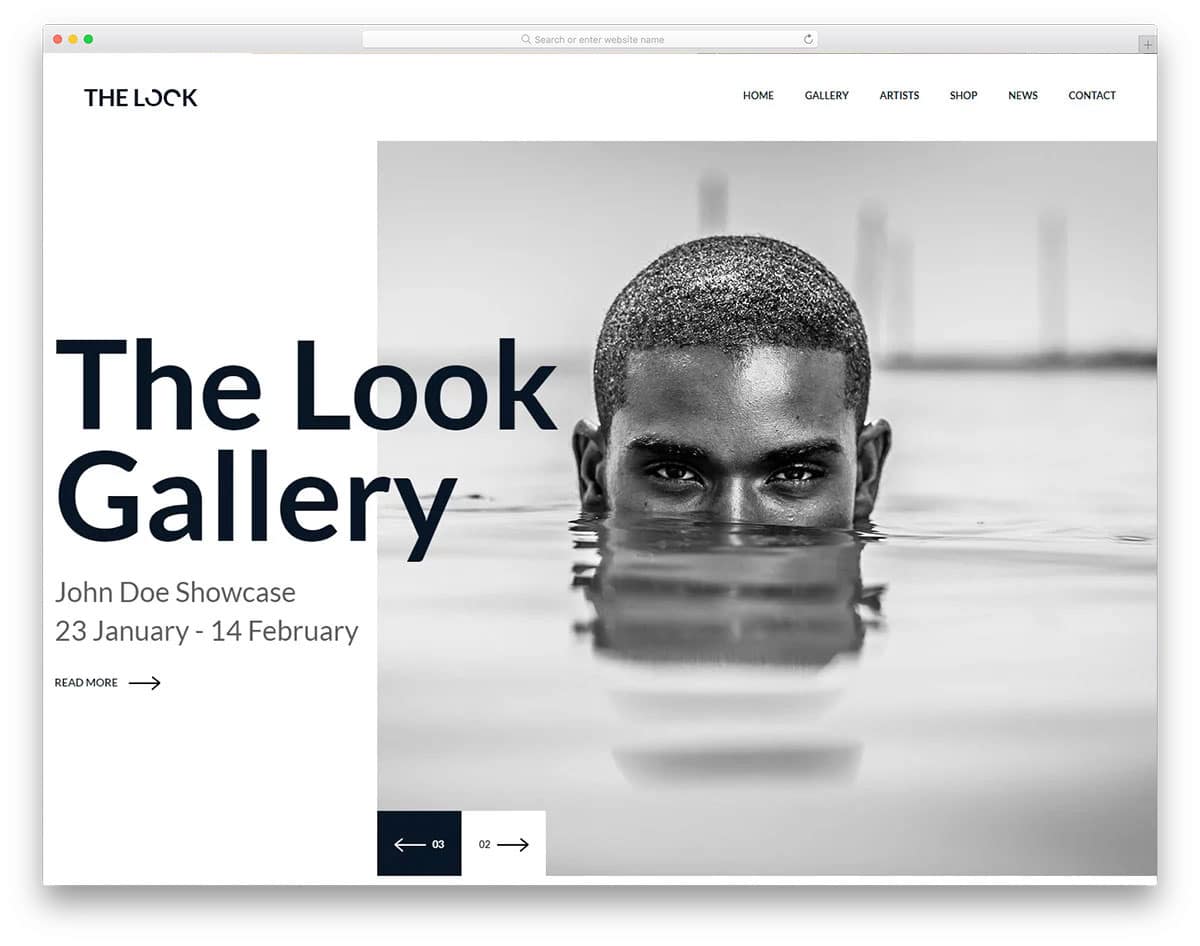 Search or enter website name
THE LOOK
HOME GALLERY ARTISTS SHOP NEWS CONTACT
The Look
Gallery
John Doe Showcase
23 January - 14 February
READ MORE
03
02